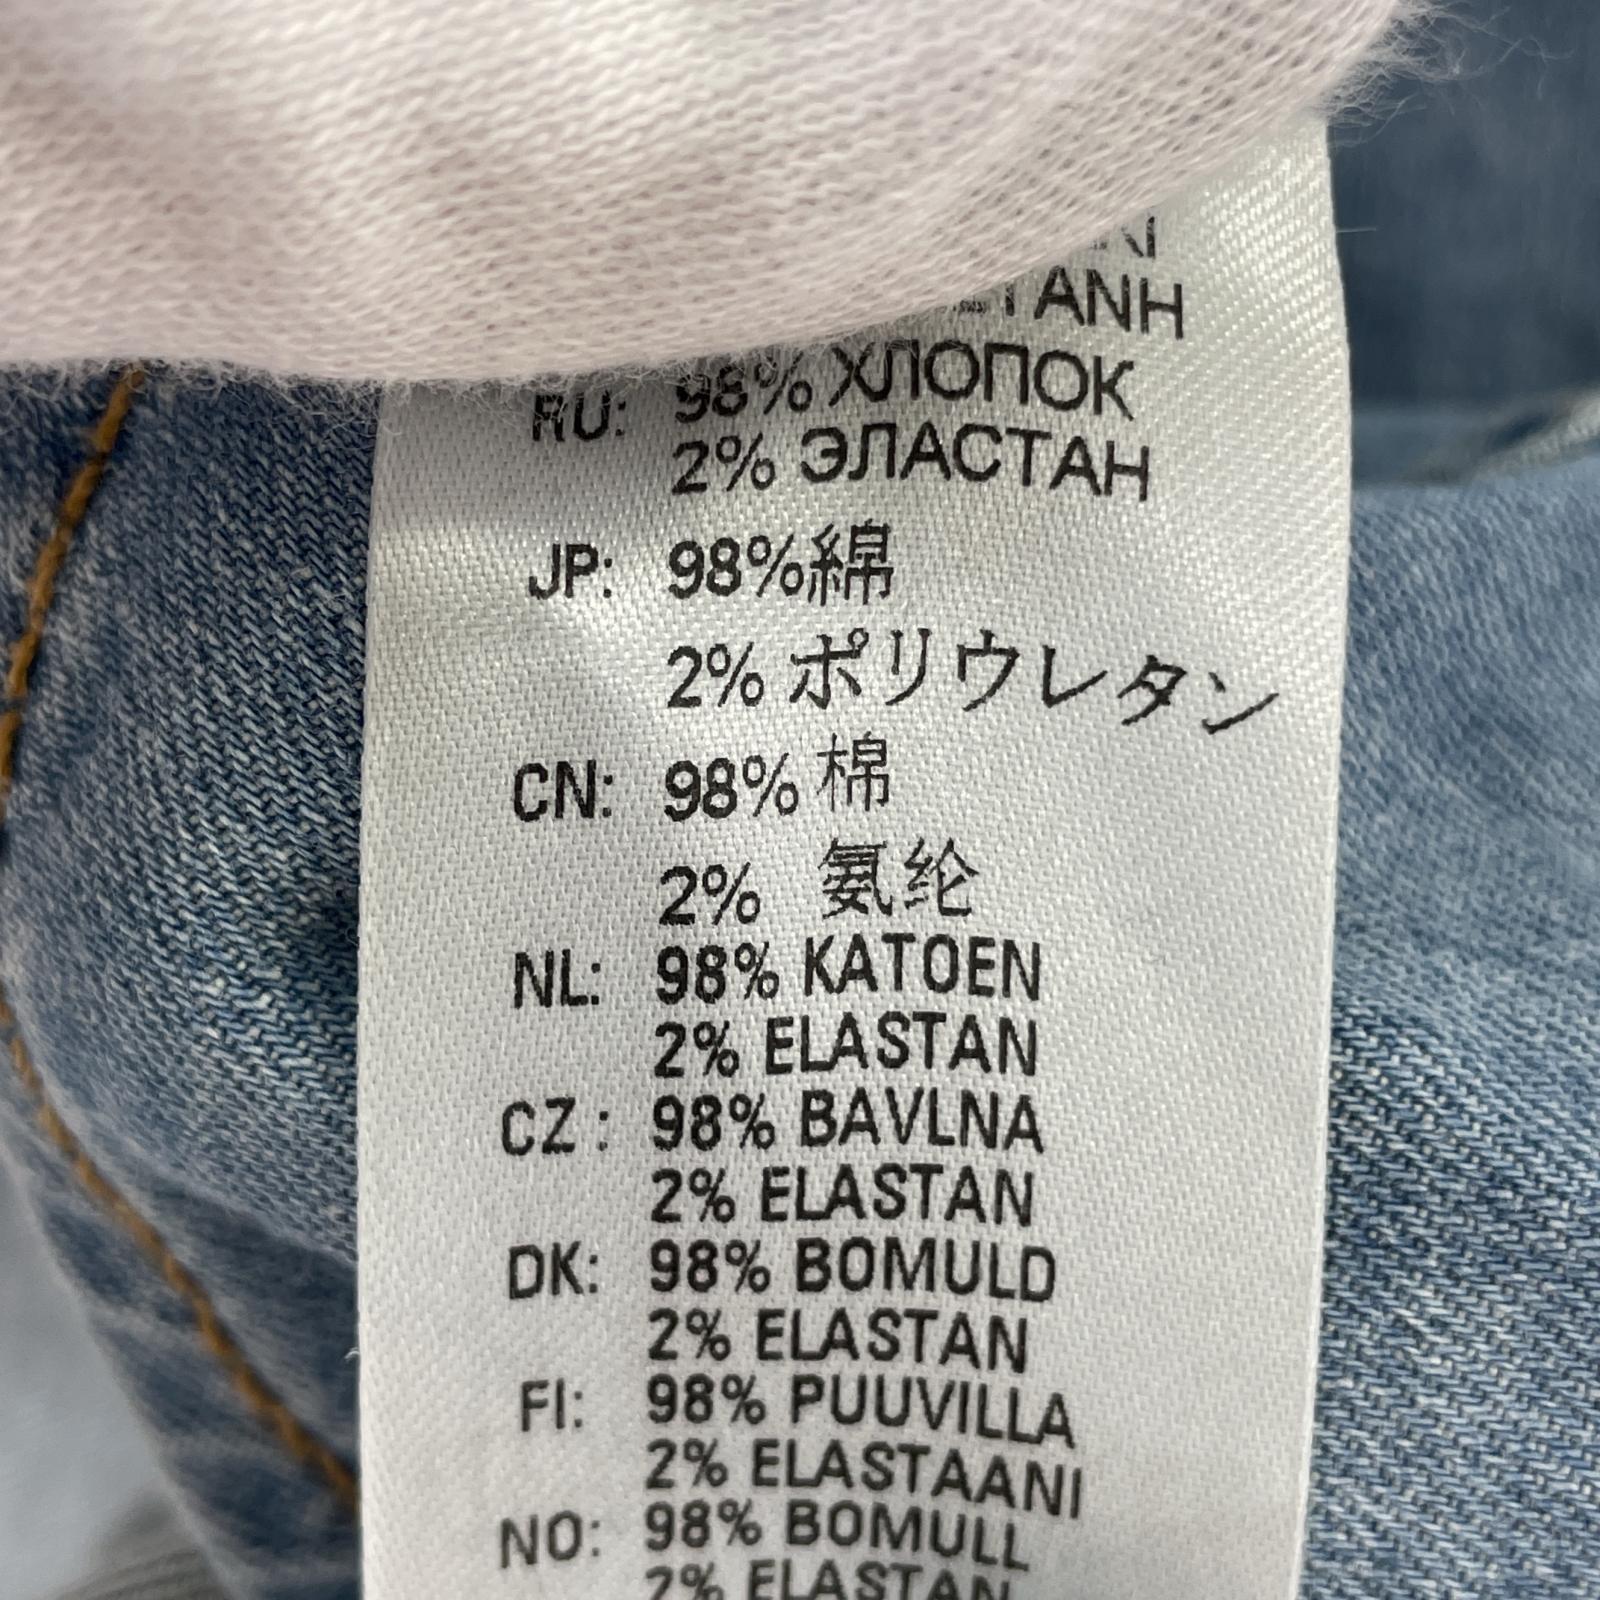 RU: 98% ХЛОПОК
2% ЭЛАСТАН
JP: 98%綿
2% ポリウレタン
CN: 98% 棉
2% 氨纶
NL: 98% KATOEN
2% ELASTAN
CZ : 98% BAVLNA
2% ELASTAN
DK: 98% BOMULD
2% ELASTAN
FI: 98% PUUVILLA
2% ELASTAANI
NO: 98% BOMULL
2% ELASTAN